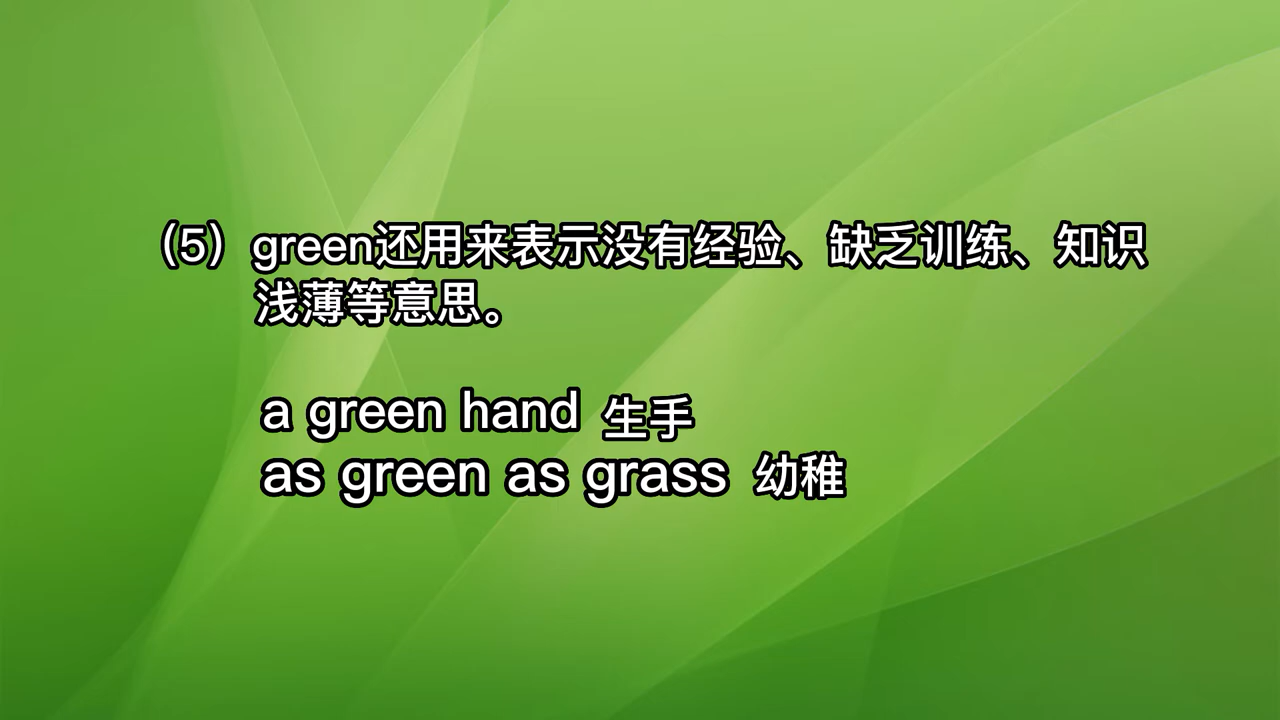 （5）green还用来表示没有经验、缺乏训练、知识
浅薄等意思。
a green hand 生手
as green as grass 幼稚